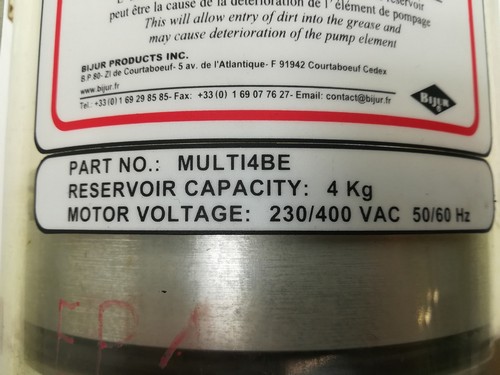 réservoir
peut être la cause de la détérioration de l'élément de pompage
This will allow entry of dirt into the grease and
may cause deterioration of the pump element
BIJUR PRODUCTS INC.
B.P.80- ZI de Courtaboeuf- 5 av. de l'Atlantique- F 91942 Courtaboeuf Cedex
www.bijur.fr
Tel.: +33 (0) 1 69 29 85 85- Fax: +33 (0) 1 69 07 76 27- Email: contact@bijur.fr
BIJUR
PART NO.: MULTI4BE
RESERVOIR CAPACITY: 4 Kg
MOTOR VOLTAGE: 230/400 VAC 50/60 Hz